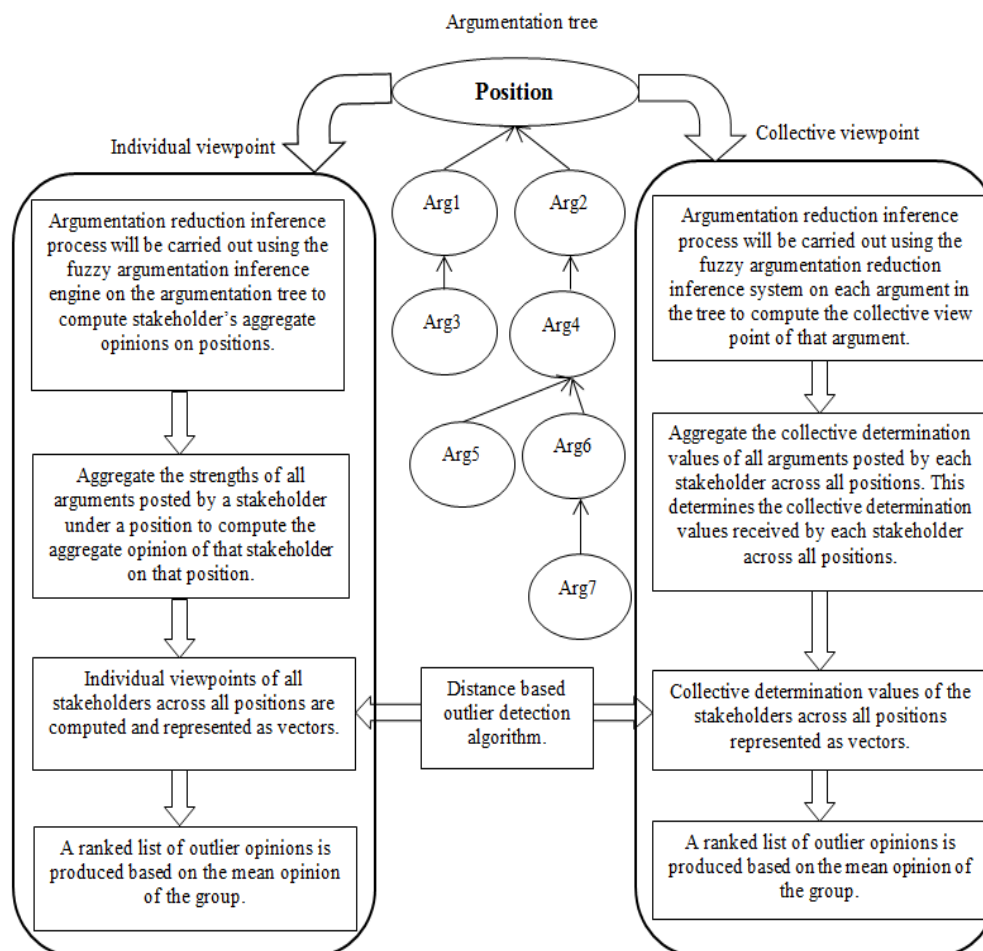 Argumentation tree
Position
Individual viewpoint
Collective viewpoint
Argumentation reduction inference
process will be carried out using the
fuzzy argumentation inference
engine on the argumentation tree to
compute stakeholder's aggregate
opinions on positions.
Aggregate the strengths of all
arguments posted by a stakeholder
under a position to compute the
aggregate opinion of that stakeholder
on that position.
Individual viewpoints of all
stakeholders across all positions are
computed and represented as vectors.
A ranked list of outlier opinions is
produced based on the mean opinion
of the group.
Arg1
Arg2
Arg3
Arg4
Arg5
Arg6
Arg7
Distance based
outlier detection
algorithm.
Argumentation reduction inference
process will be carried out using the
fuzzy argumentation reduction
inference system on each argument in
the tree to compute the collective view
point of that argument.
Aggregate the collective determination
values of all arguments posted by each
stakeholder across all positions. This
determines the collective determination
values received by each stakeholder
across all positions.
Collective determination values of the
stakeholders across all positions
represented as vectors.
A ranked list of outlier opinions is
produced based on the mean opinion of
the group.